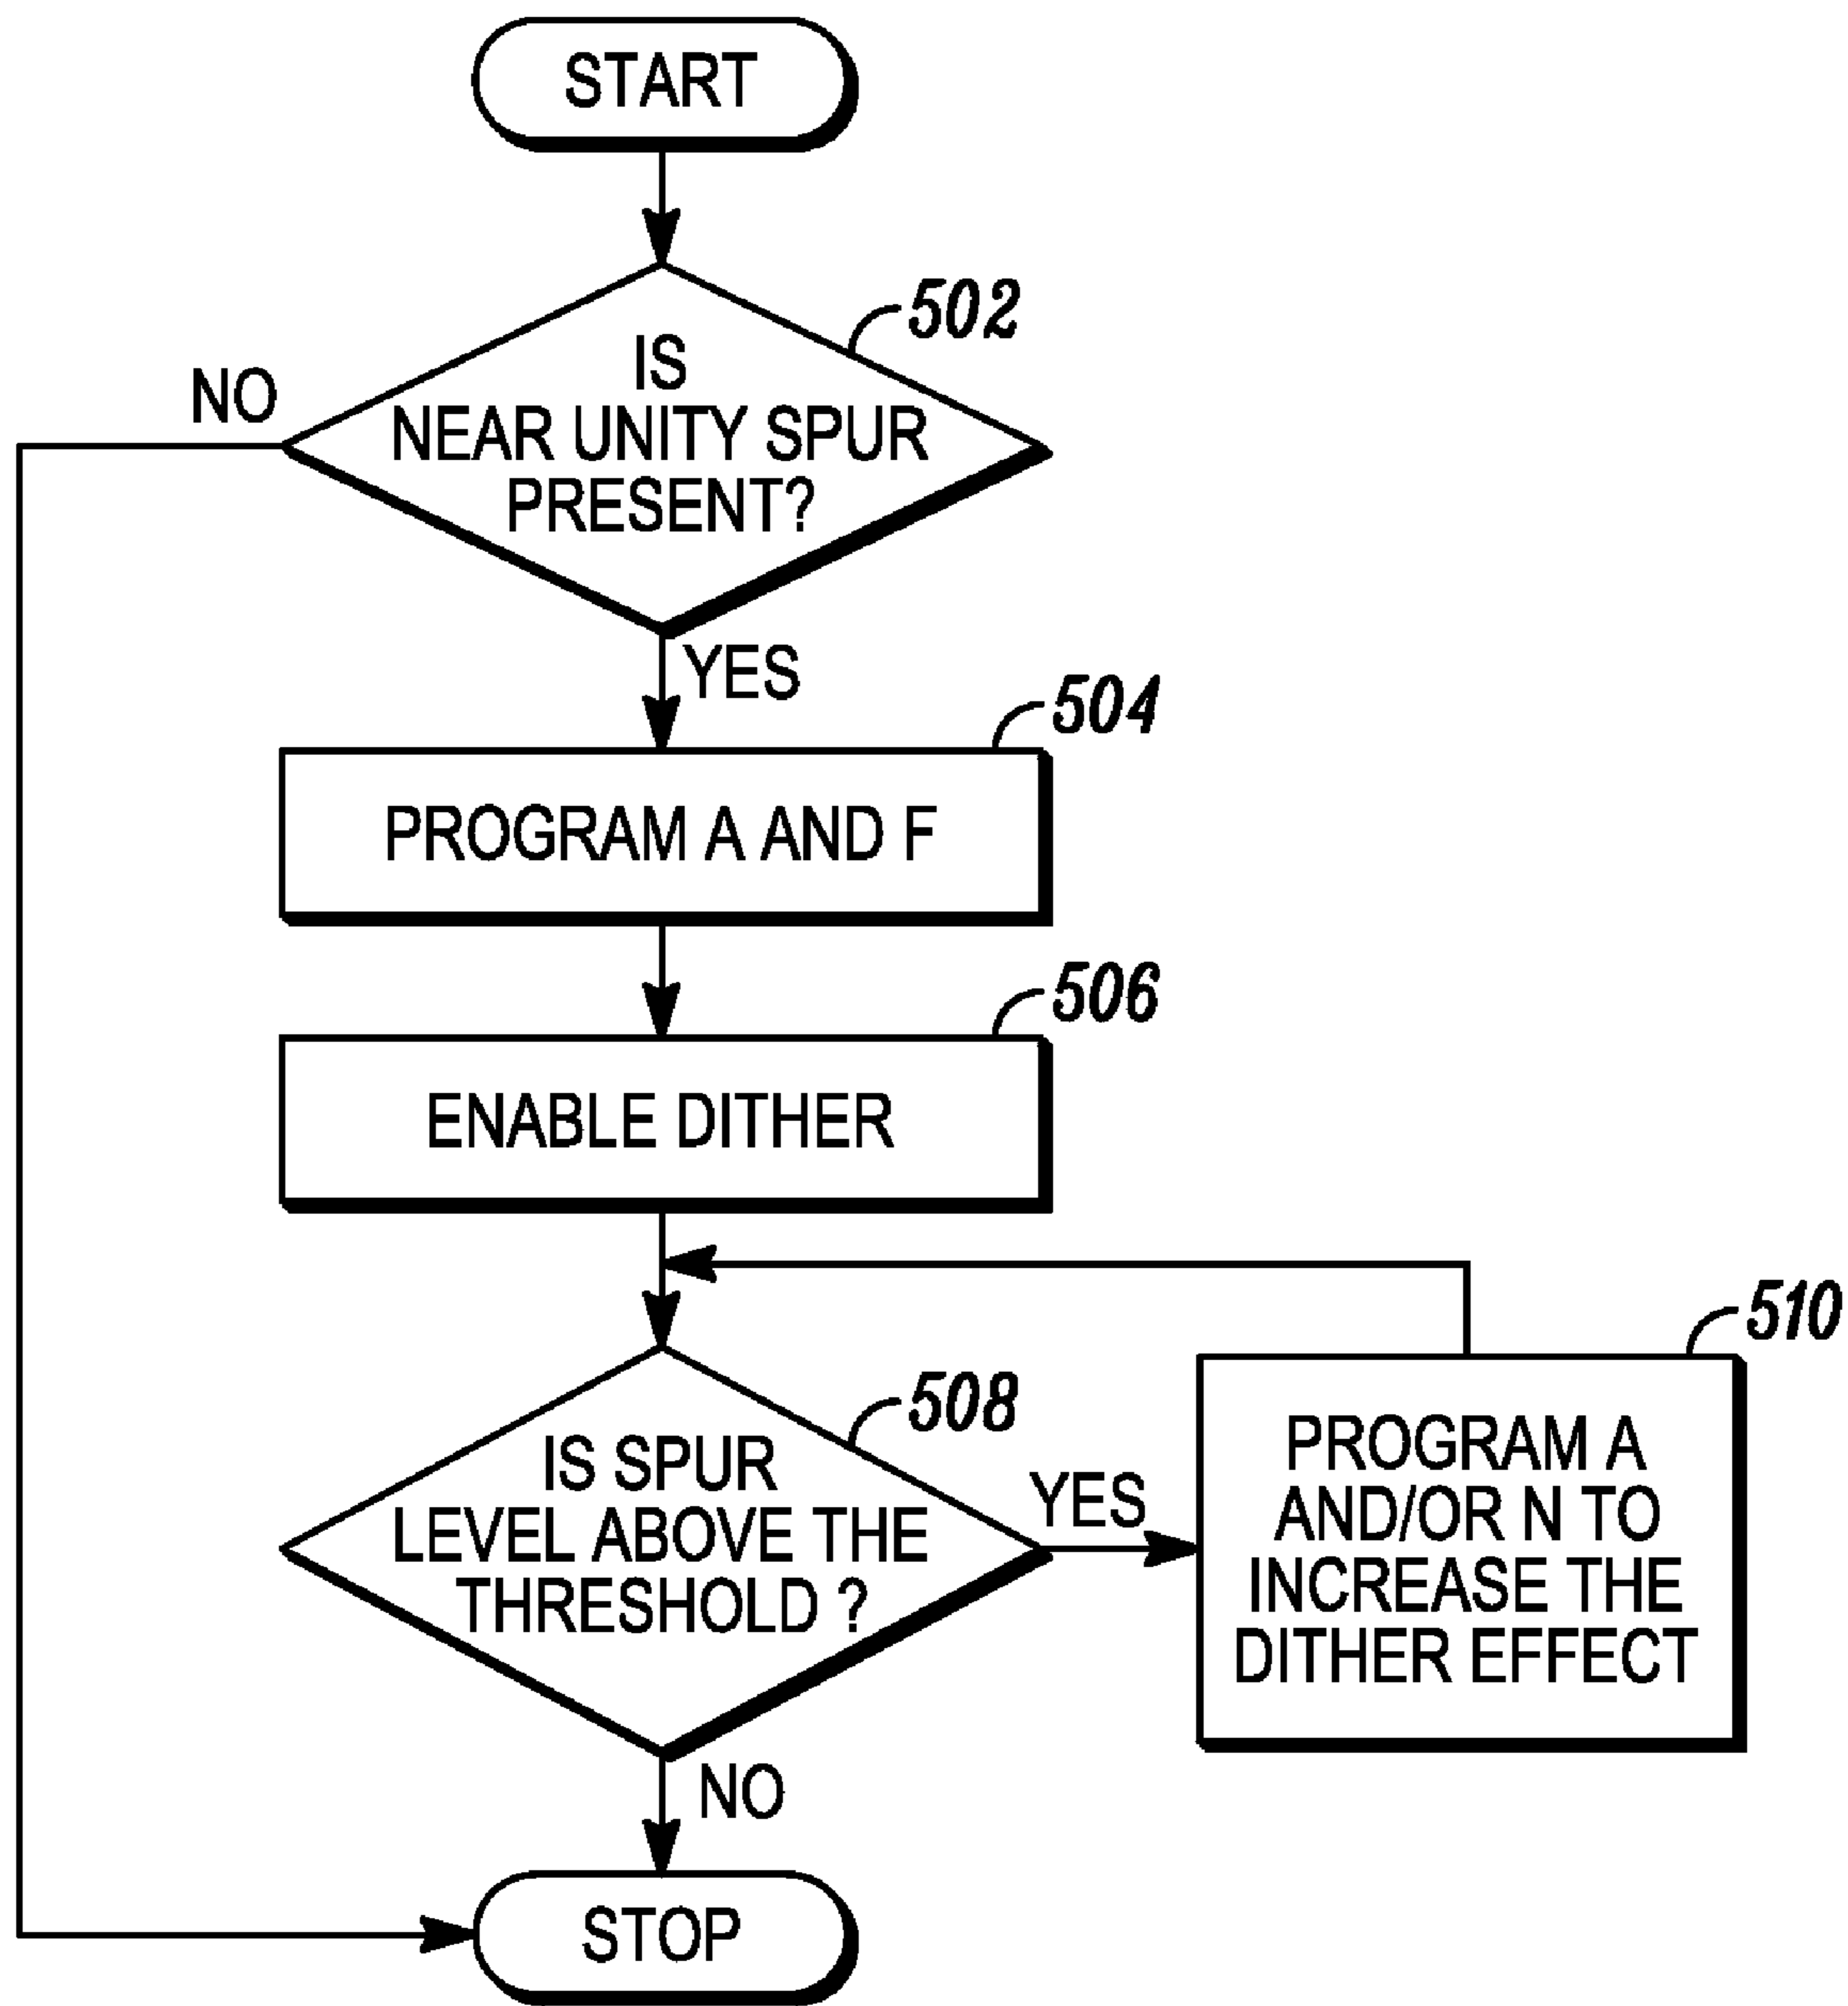 START
502
IS
NEAR UNITY SPUR
PRESENT?
NO
YES
504
PROGRAM A AND F
506
ENABLE DITHER
508
IS SPUR
LEVEL ABOVE THE
THRESHOLD ?
YES
510
PROGRAM A
AND/OR N TO
INCREASE THE
DITHER EFFECT
NO
STOP